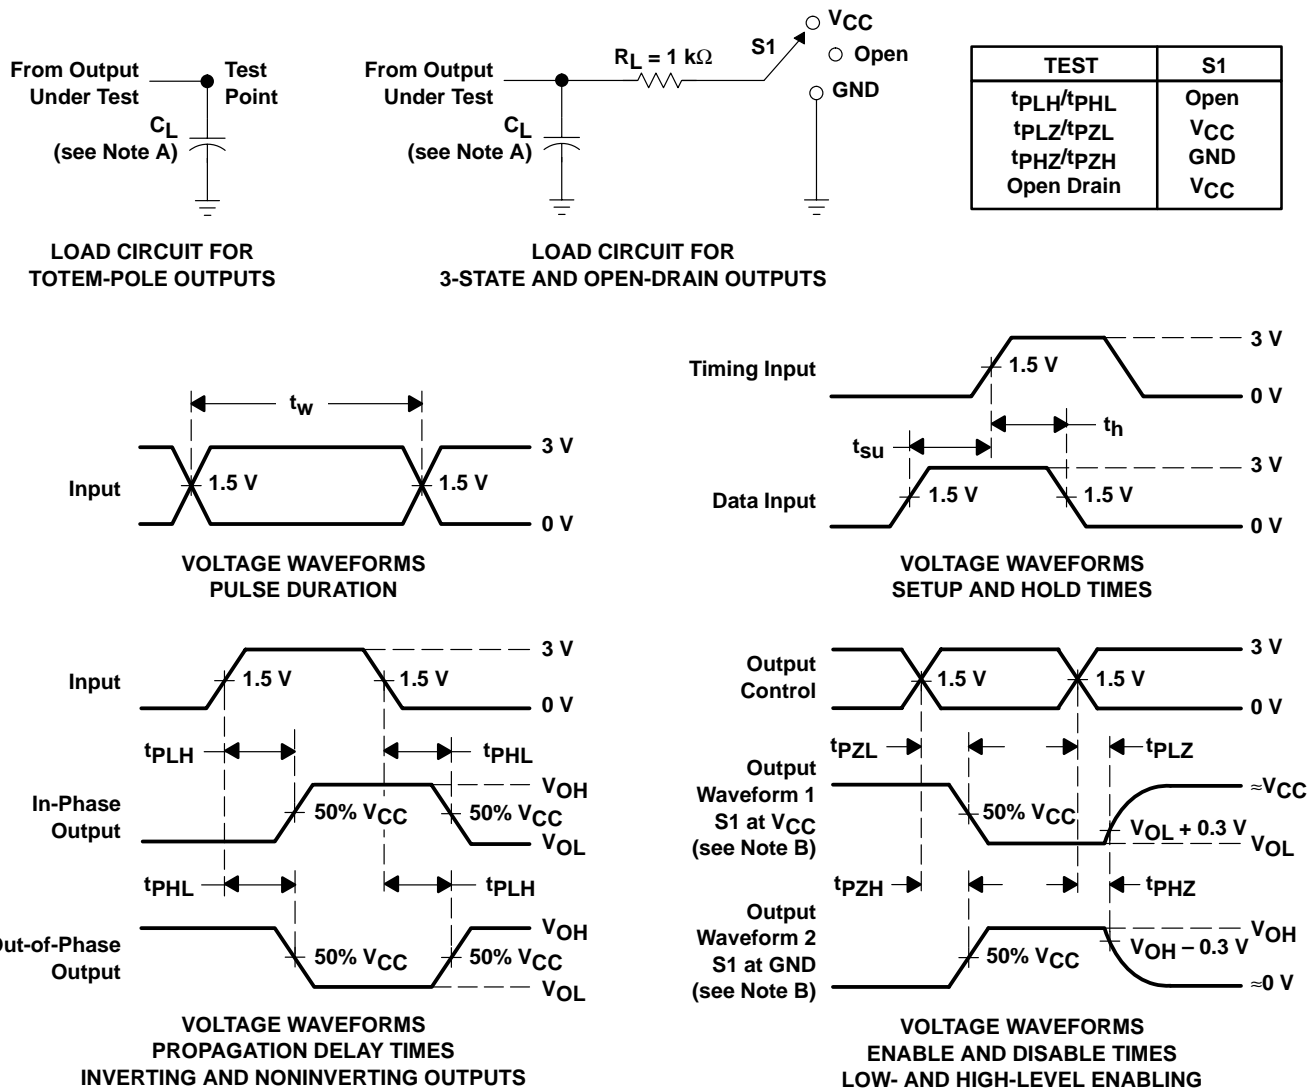 From Output
Under Test
Test
Point
CL
(see Note A)
LOAD CIRCUIT FOR
TOTEM-POLE OUTPUTS
From Output
Under Test
RL = 1 kΩ
S1
VCC
Open
GND
CL
(see Note A)
LOAD CIRCUIT FOR
3-STATE AND OPEN-DRAIN OUTPUTS
TEST S1
tPLH/tPHL Open
tPLZ/tPZL VCC
tPHZ/tPZH GND
Open Drain VCC
tw
Input
1.5 V
1.5 V
3 V
0 V
VOLTAGE WAVEFORMS
PULSE DURATION
Timing Input
1.5 V
3 V
0 V
tsu
th
Data Input
1.5 V
1.5 V
3 V
0 V
VOLTAGE WAVEFORMS
SETUP AND HOLD TIMES
Input
1.5 V
1.5 V
3 V
0 V
tPLH
tPHL
In-Phase
Output
50% VCC
50% VCC
VOH
VOL
tPHL
tPLH
Out-of-Phase
Output
50% VCC
50% VCC
VOH
VOL
VOLTAGE WAVEFORMS
PROPAGATION DELAY TIMES
INVERTING AND NONINVERTING OUTPUTS
Output
Control
1.5 V
1.5 V
3 V
0 V
tPZL
tPLZ
Output
Waveform 1
S1 at VCC
(see Note B)
50% VCC
VOL + 0.3 V
≈VCC
VOL
tPZH
tPHZ
Output
Waveform 2
S1 at GND
(see Note B)
50% VCC
VOH − 0.3 V
VOH
≈0 V
VOLTAGE WAVEFORMS
ENABLE AND DISABLE TIMES
LOW- AND HIGH-LEVEL ENABLING